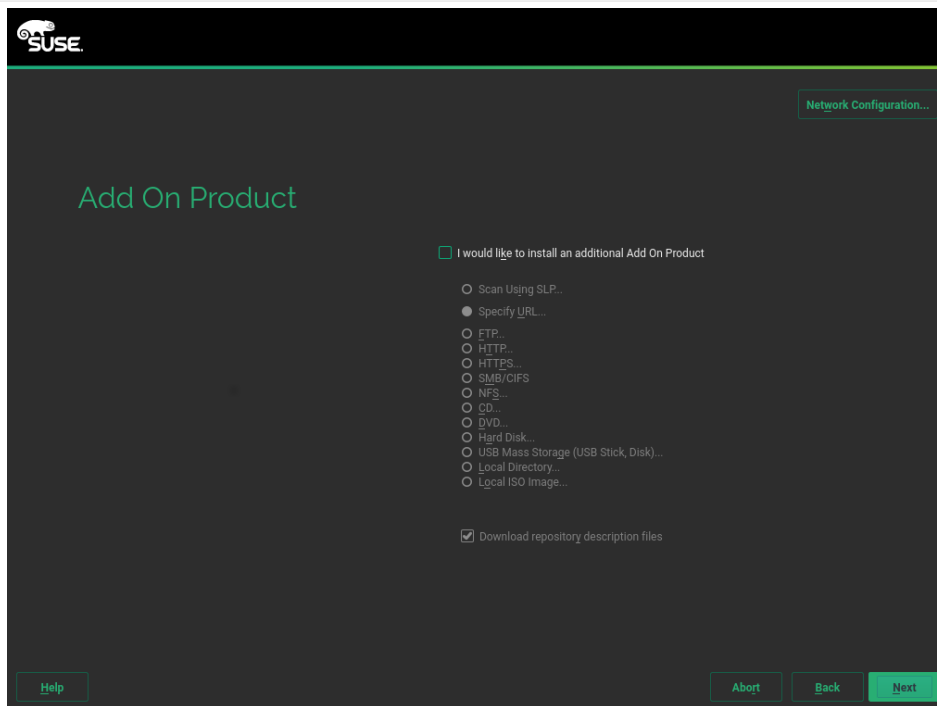 SUSE.
Network Configuration...
Add On Product
I would like to install an additional Add On Product
Scan Using SLP...
Specify URL...
FTP...
HTTP...
HTTPS...
SMB/CIFS
NFS...
CD...
DVD...
Hard Disk...
USB Mass Storage (USB Stick, Disk)...
Local Directory...
Local ISO Image...
Download repository description files
Help
Abort
Back
Next